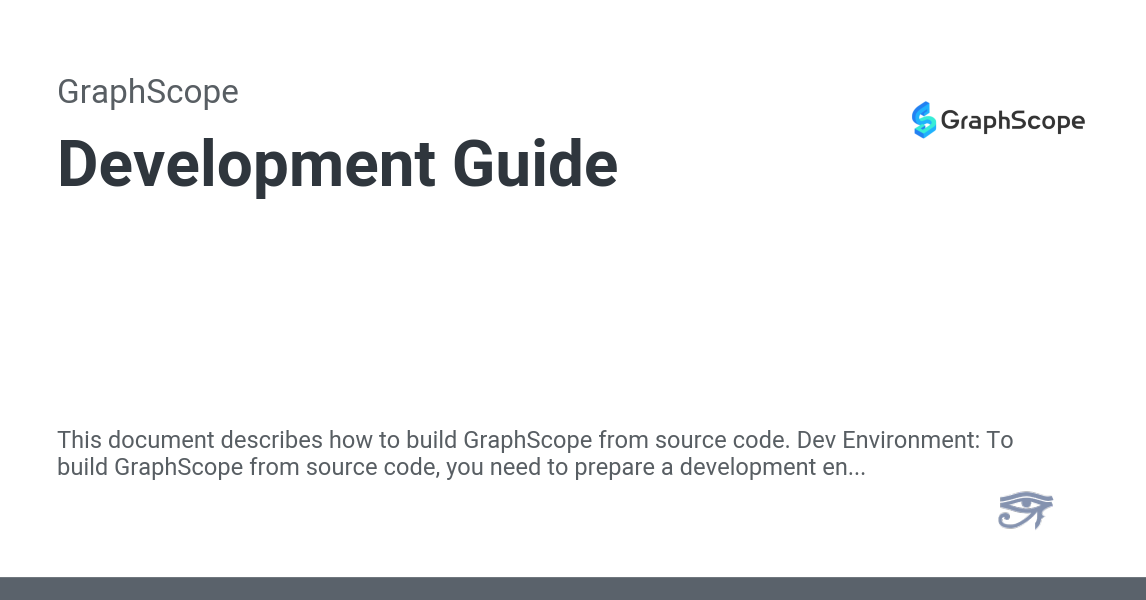 GraphScope
GraphScope
Development Guide
This document describes how to build GraphScope from source code. Dev Environment: To
build GraphScope from source code, you need to prepare a development en...